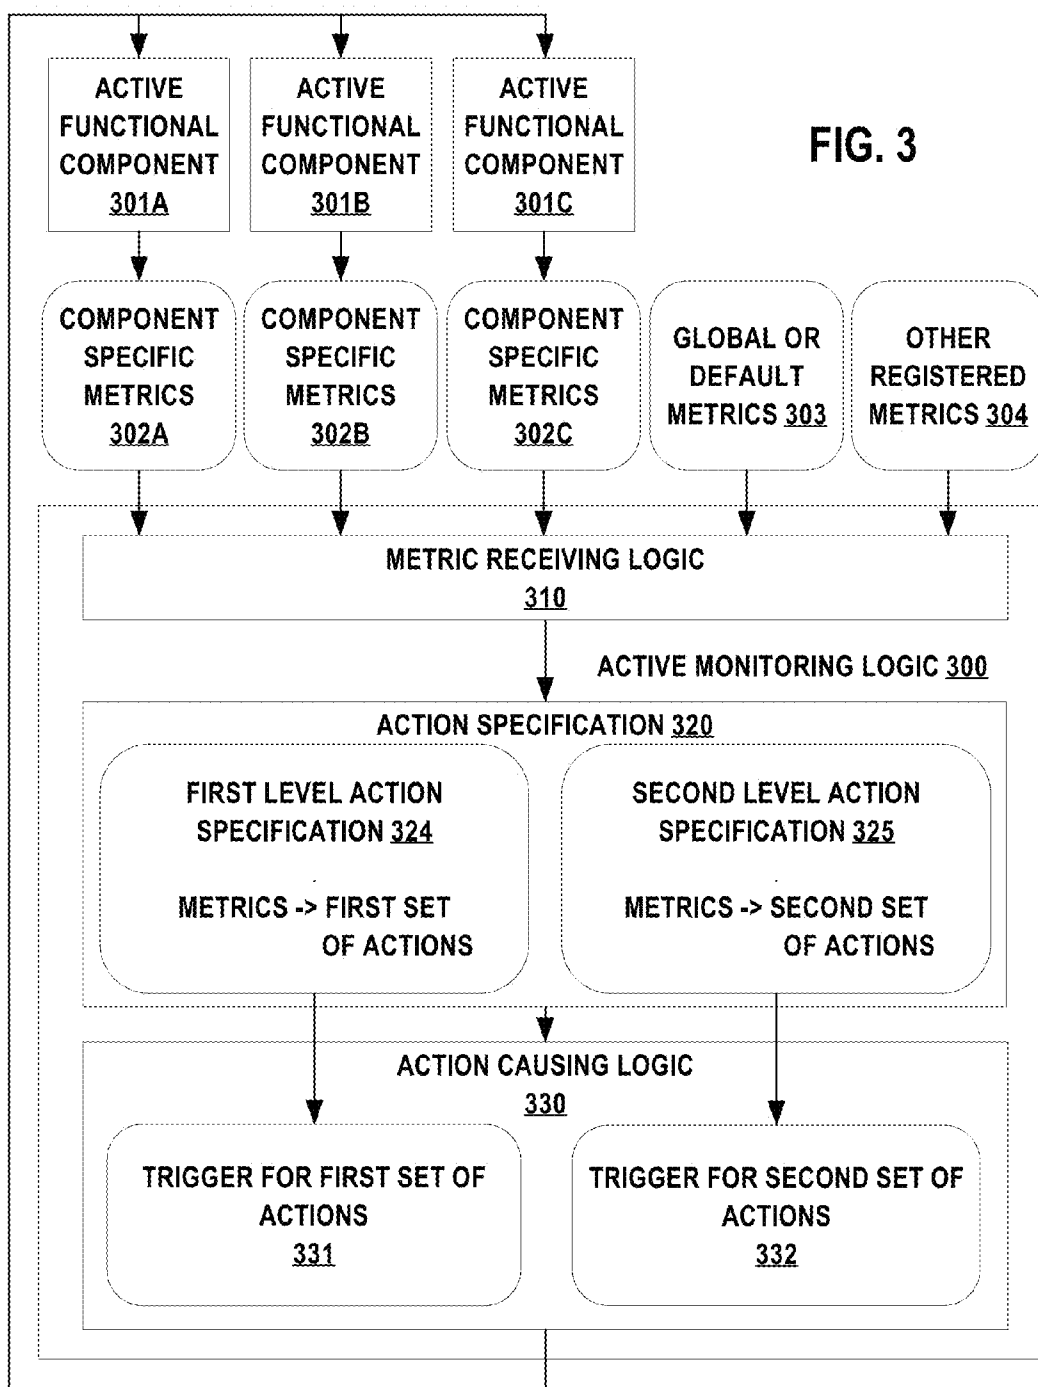 ACTIVE
FUNCTIONAL
COMPONENT
301A
ACTIVE
FUNCTIONAL
COMPONENT
301B
ACTIVE
FUNCTIONAL
COMPONENT
301C
FIG. 3
COMPONENT
SPECIFIC
METRICS
302A
COMPONENT
SPECIFIC
METRICS
302B
COMPONENT
SPECIFIC
METRICS
302C
GLOBAL OR
DEFAULT
METRICS 303
OTHER
REGISTERED
METRICS 304
METRIC RECEIVING LOGIC
310
ACTIVE MONITORING LOGIC 300
ACTION SPECIFICATION 320
FIRST LEVEL ACTION
SPECIFICATION 324
METRICS -> FIRST SET
OF ACTIONS
SECOND LEVEL ACTION
SPECIFICATION 325
METRICS -> SECOND SET
OF ACTIONS
ACTION CAUSING LOGIC
330
TRIGGER FOR FIRST SET OF
ACTIONS
331
TRIGGER FOR SECOND SET OF
ACTIONS
332